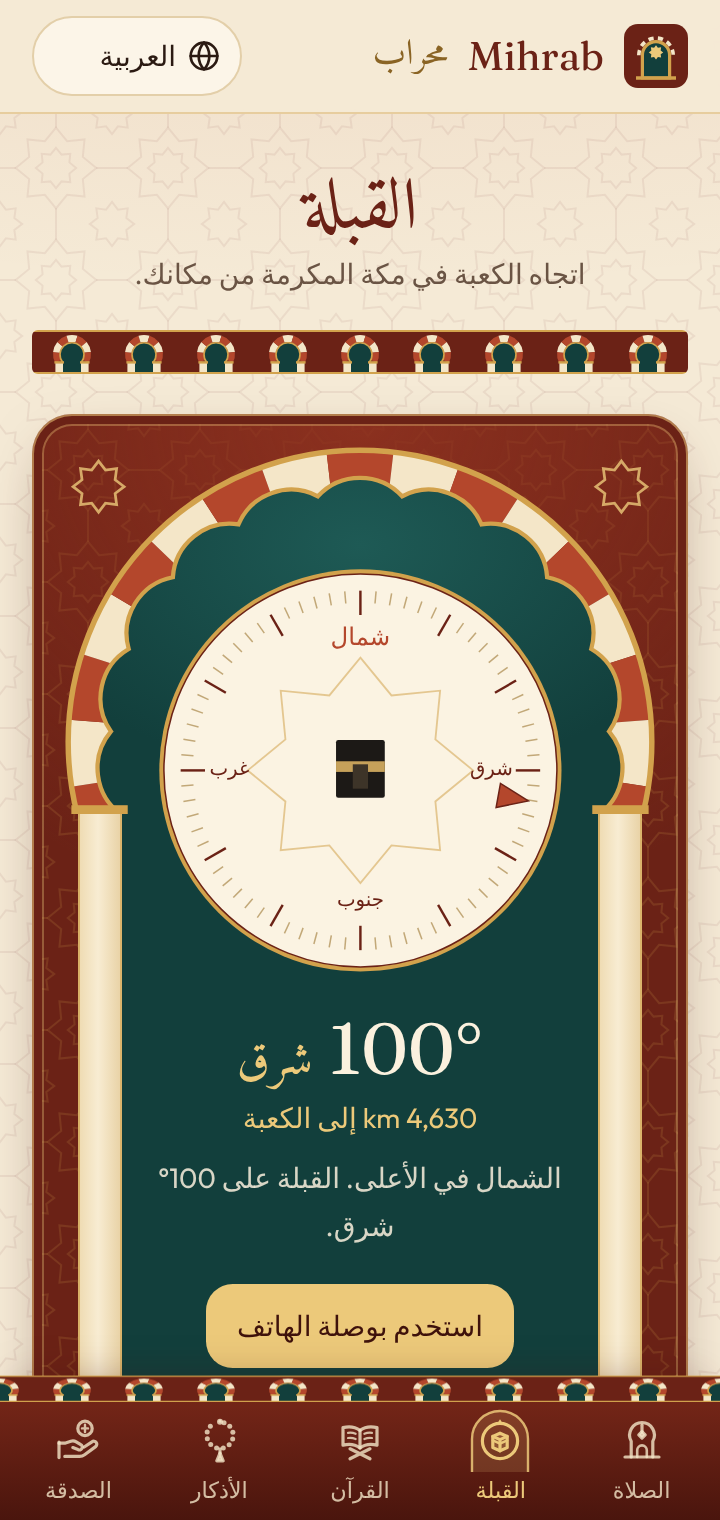 Mihrab محراب
العربية
القبلة
اتجاه الكعبة في مكة المكرمة من مكانك.
شمال
شرق
غرب
جنوب
100° شرق
4,630 km إلى الكعبة
الشمال في الأعلى. القبلة على 100°
شرق.
استخدم بوصلة الهاتف
الصلاة
القبلة
القرآن
الأذكار
الصدقة